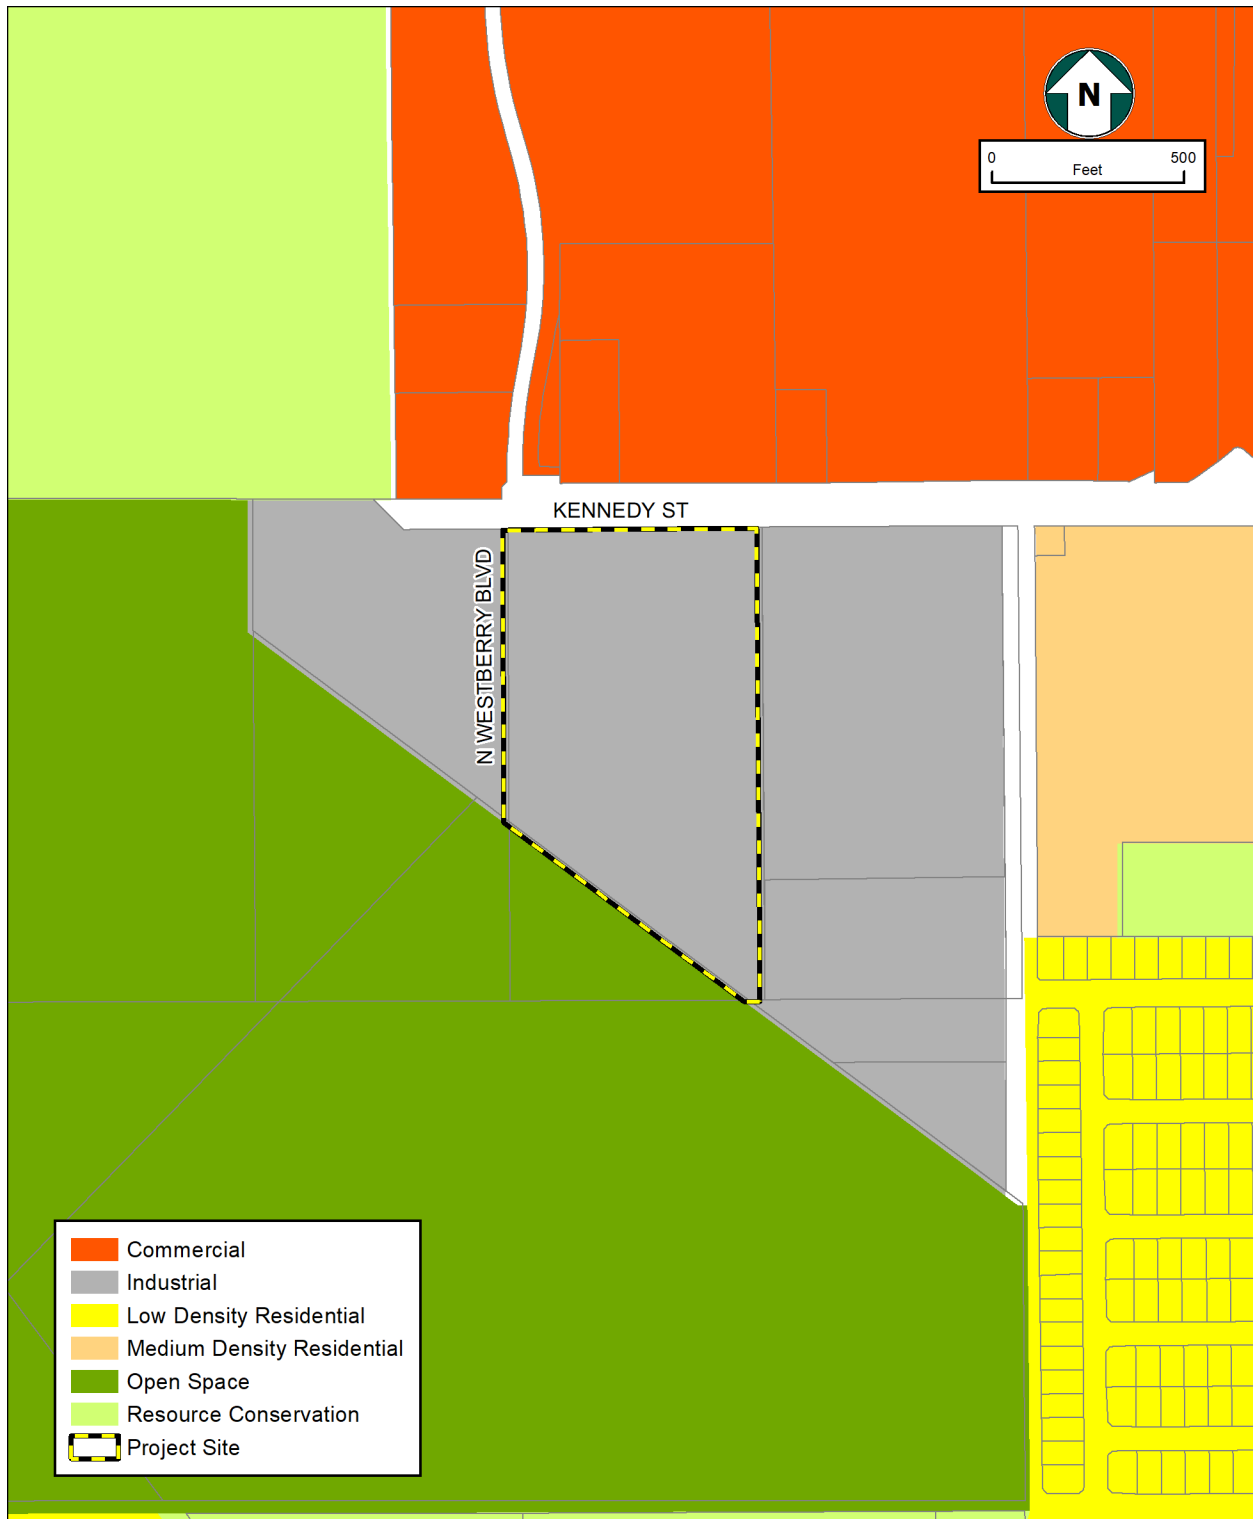 N
0 500
Feet
KENNEDY ST
N WESTBERRY BLVD
Commercial
Industrial
Low Density Residential
Medium Density Residential
Open Space
Resource Conservation
Project Site